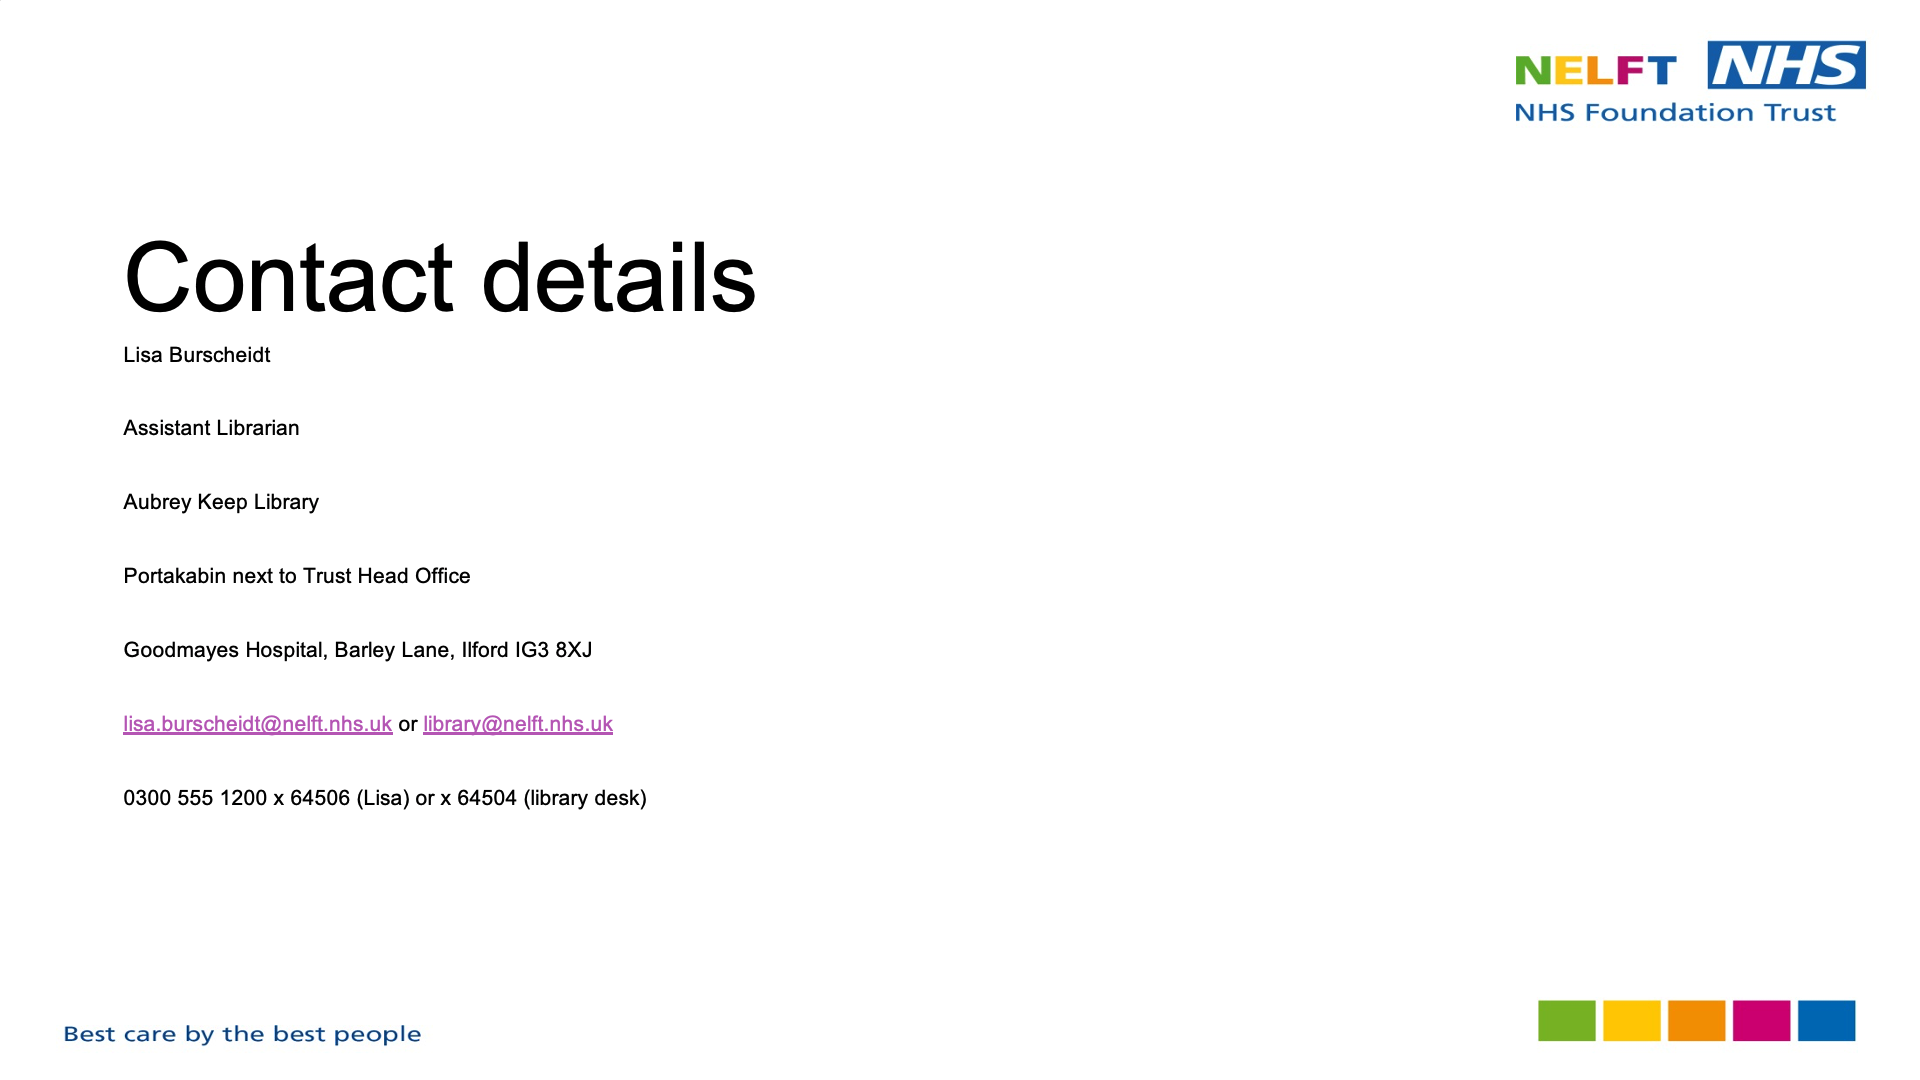 NELFT NHS
NHS Foundation Trust
Contact details
Lisa Burscheidt
Assistant Librarian
Aubrey Keep Library
Portakabin next to Trust Head Office
Goodmayes Hospital, Barley Lane, Ilford IG3 8XJ
lisa.burscheidt@nelft.nhs.uk or library@nelft.nhs.uk
0300 555 1200 x 64506 (Lisa) or x 64504 (library desk)
Best care by the best people